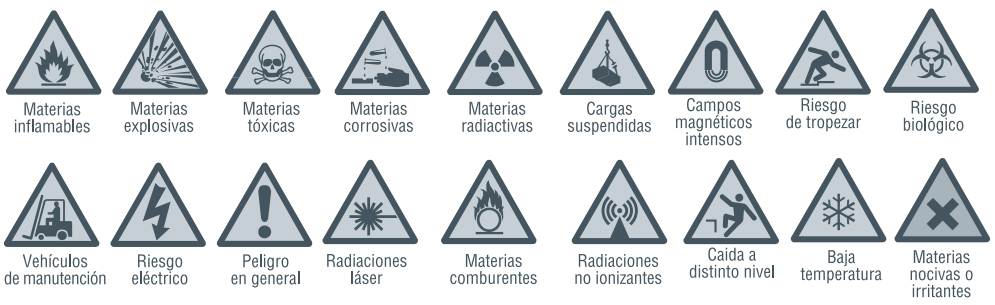 Materias
inflamables
Materias
explosivas
Materias
tóxicas
Materias
corrosivas
Materias
radiactivas
Cargas
suspendidas
Campos
magnéticos
intensos
Riesgo
de tropezar
Riesgo
biológico
Vehículos
de manutención
Riesgo
eléctrico
Peligro
en general
Radiaciones
láser
Materias
comburentes
Radiaciones
no ionizantes
Caida a
distinto nivel
Baja
temperatura
Materias
nocivas o
irritantes